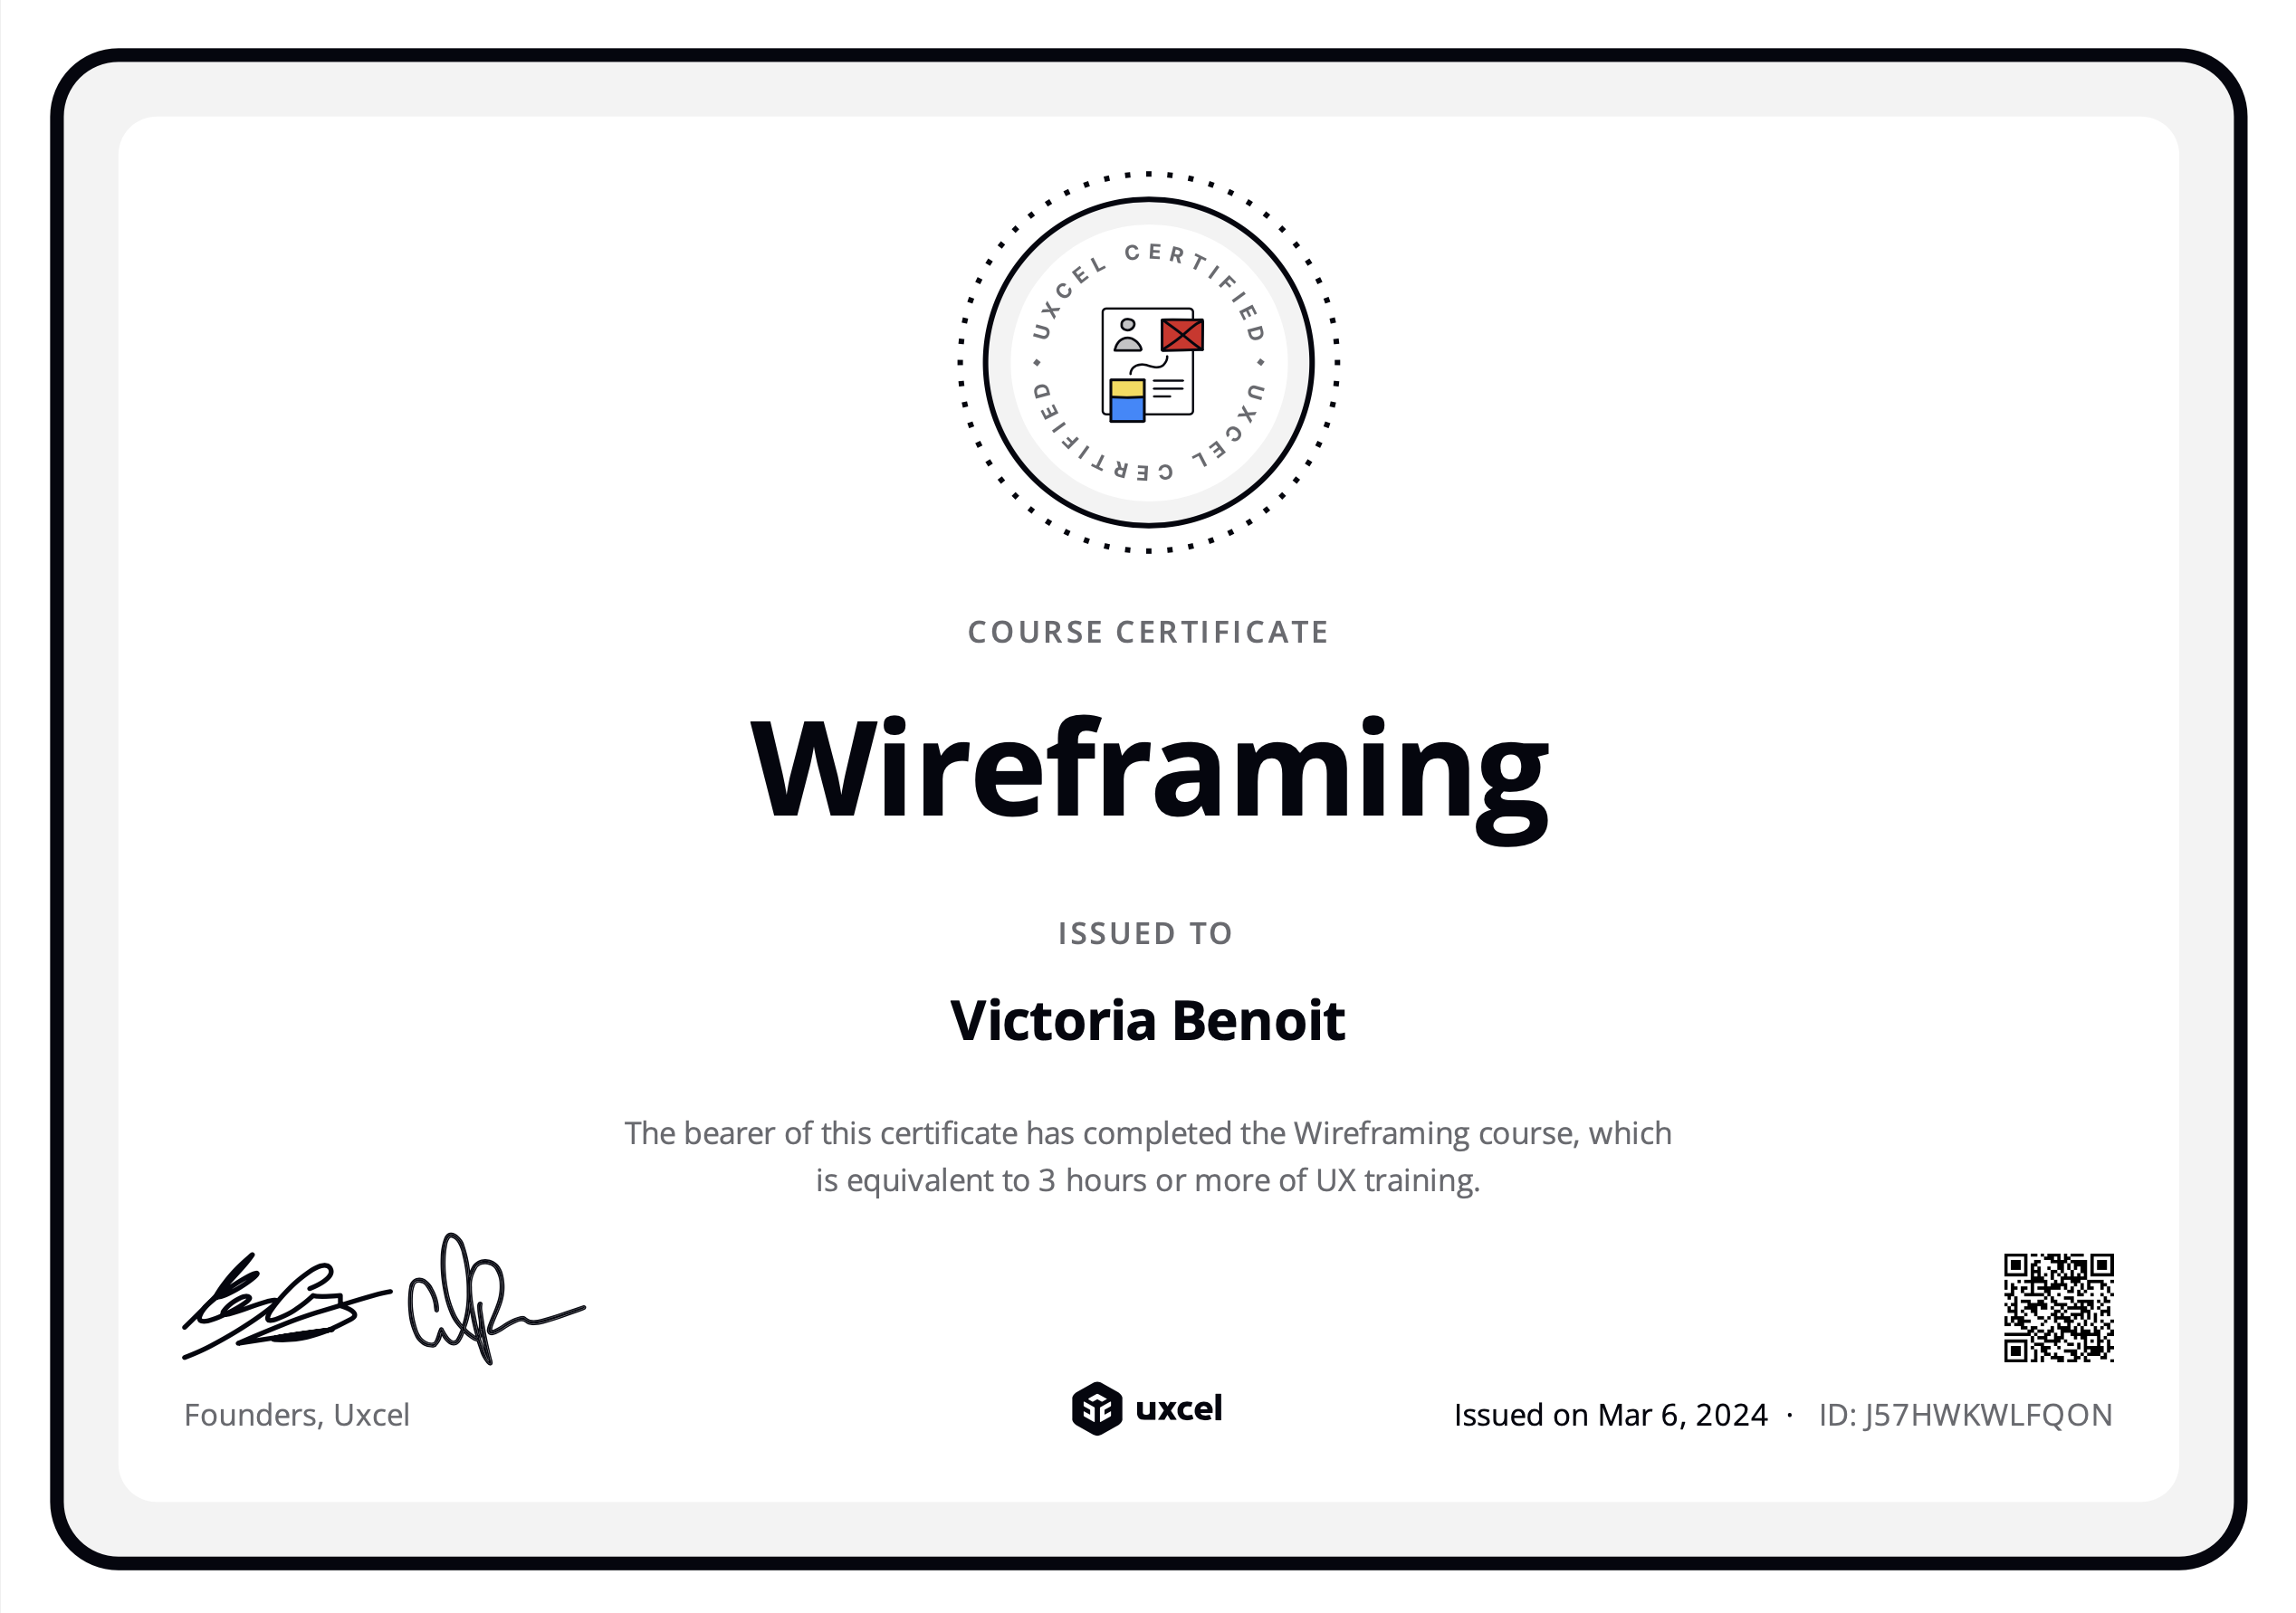 UXCEL CERTIFIED • UXCEL CERTIFIED •
COURSE CERTIFICATE
Wireframing
ISSUED TO
Victoria Benoit
The bearer of this certificate has completed the Wireframing course, which
is equivalent to 3 hours or more of UX training.
Founders, Uxcel
uxcel
Issued on Mar 6, 2024 · ID: J57HWKWLFQON